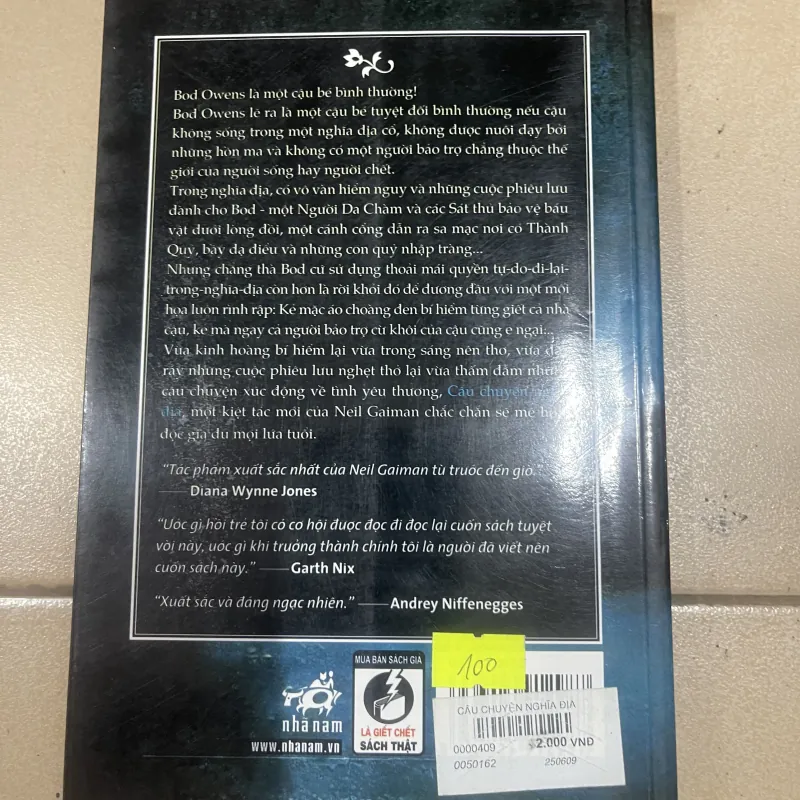 Bod Owens là một cậu bé bình thường!
Bod Owens lẽ ra là một cậu bé tuyệt đối bình thường nếu cậu
không sống trong một nghĩa địa cổ, không được nuôi dạy bởi
những hồn ma và không có một người bảo trợ chẳng thuộc thế
giới của người sống hay người chết.
Trong nghĩa địa, có vô vàn hiểm nguy và những cuộc phiêu lưu
dành cho Bod - một Người Da Chàm và các Sát thủ bảo vệ báu
vật dưới lòng đồi, một cánh cổng dẫn ra sa mạc nơi có Thành
Quỷ, bầy dạ điểu và những con quỷ nhập tràng...
Nhưng chẳng thà Bod cứ sử dụng thoải mái quyền tự-do-đi-lại-
trong-nghĩa-địa còn hơn là rời khỏi đó để đương đầu với một mối
họa luôn rình rập: Kẻ mặc áo choàng đen bí hiểm từng giết cả nhà
cậu, kẻ mà ngay cả người bảo trợ cừ khôi của cậu cũng e ngại...
Vừa kinh hoàng bí hiểm lại vừa trong sáng nên thơ, vừa
rẫy những cuộc phiêu lưu nghẹt thở lại vừa thấm đẫm
câu chuyện xúc động về tình yêu thương, Câu chuyện
địa, một kiệt tác mới của Neil Gaiman chắc chắn sẽ mê
độc giả đủ mọi lứa tuổi.
"Tác phẩm xuất sắc nhất của Neil Gaiman từ trước đến giờ."
—— Diana Wynne Jones
"Ước gì hồi trẻ tôi có cơ hội được đọc đi đọc lại cuốn sách tuyệt
vời này, ước gì khi trưởng thành chính tôi là người đã viết nên
cuốn sách này." —— Garth Nix
"Xuất sắc và đáng ngạc nhiên." —— Andrey Niffenegges
100
MUA BÁN SÁCH GIẢ
LÀ GIẾT CHẾT
SÁCH THẬT
nhã nam
www.nhanam.vn
CÂU CHUYỆN NGHĨA ĐỊA
0000409
2.000 VNĐ
0050162
250609